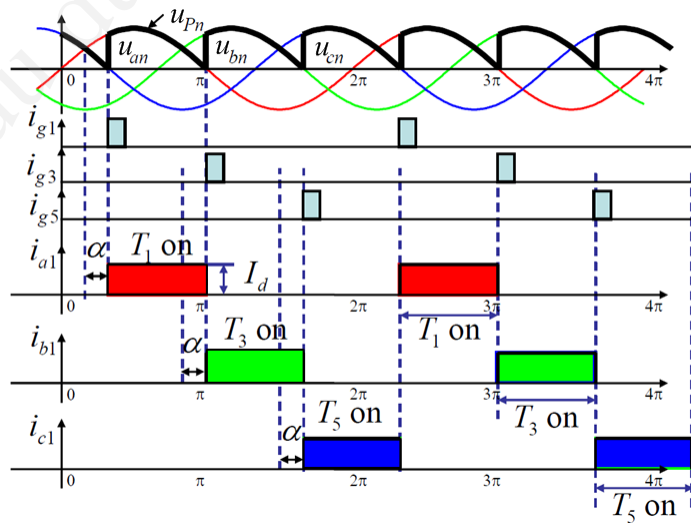 u_Pn
u_an u_bn u_cn
0 π 2π 3π 4π
i_g1
i_g3
i_g5
i_a1 α T_1 on I_d
0 π 2π 3π 4π
T_1 on
i_b1 α T_3 on
0 π 2π 3π 4π
T_3 on
i_c1 α T_5 on
0 π 2π 3π 4π
T_5 on